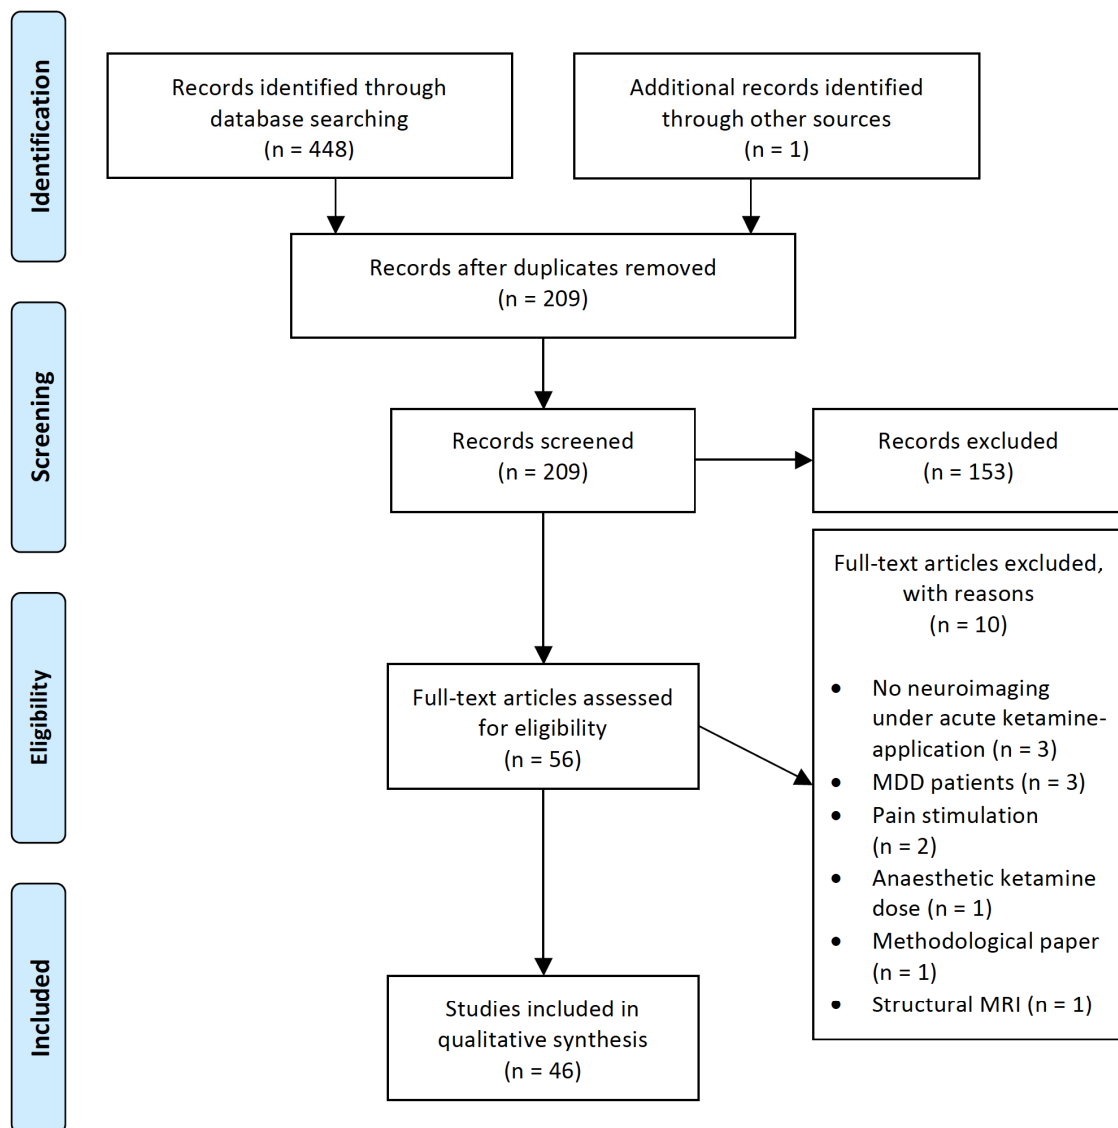 Identification
Records identified through
database searching
(n = 448)
Additional records identified
through other sources
(n = 1)
Records after duplicates removed
(n = 209)
Screening
Records screened
(n = 209)
Records excluded
(n = 153)
Eligibility
Full-text articles assessed
for eligibility
(n = 56)
Full-text articles excluded,
with reasons
(n = 10)
• No neuroimaging
under acute ketamine-
application (n = 3)
• MDD patients (n = 3)
• Pain stimulation
(n = 2)
• Anaesthetic ketamine
dose (n = 1)
• Methodological paper
(n = 1)
• Structural MRI (n = 1)
Included
Studies included in
qualitative synthesis
(n = 46)